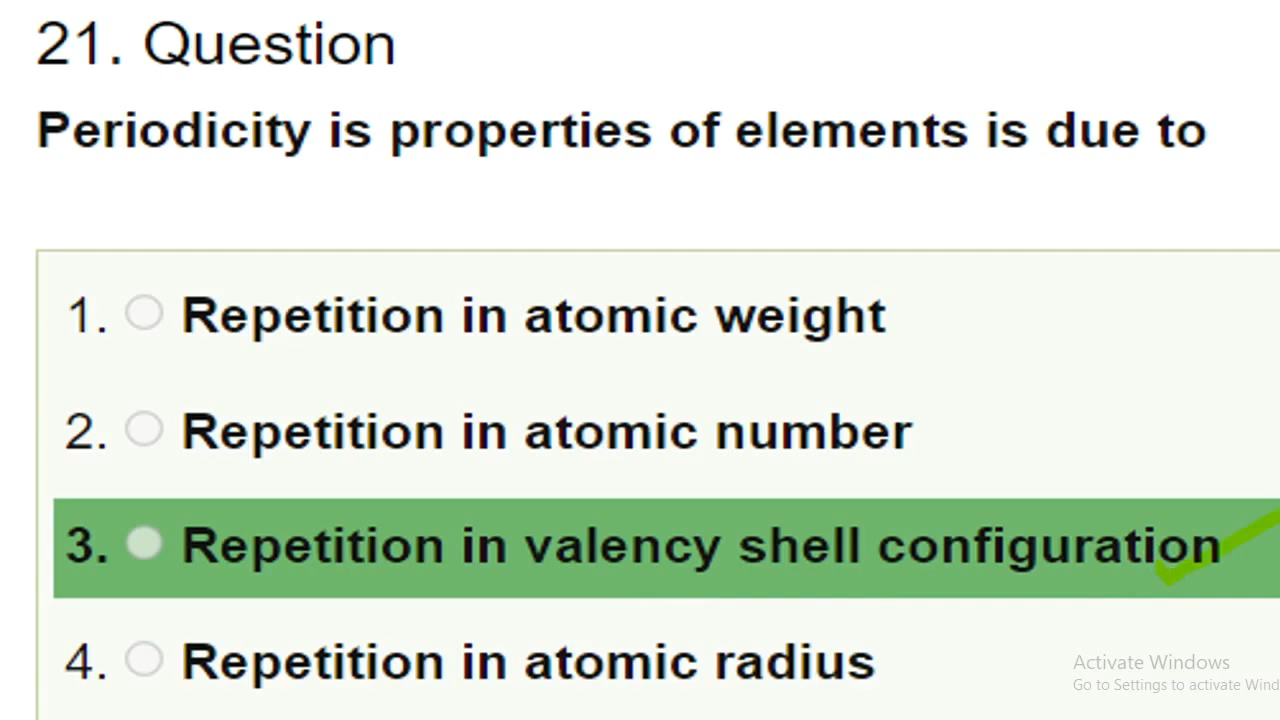 21. Question
Periodicity is properties of elements is due to
1. Repetition in atomic weight
2. Repetition in atomic number
3. Repetition in valency shell configuration
4. Repetition in atomic radius
Activate Windows
Go to Settings to activate Wind